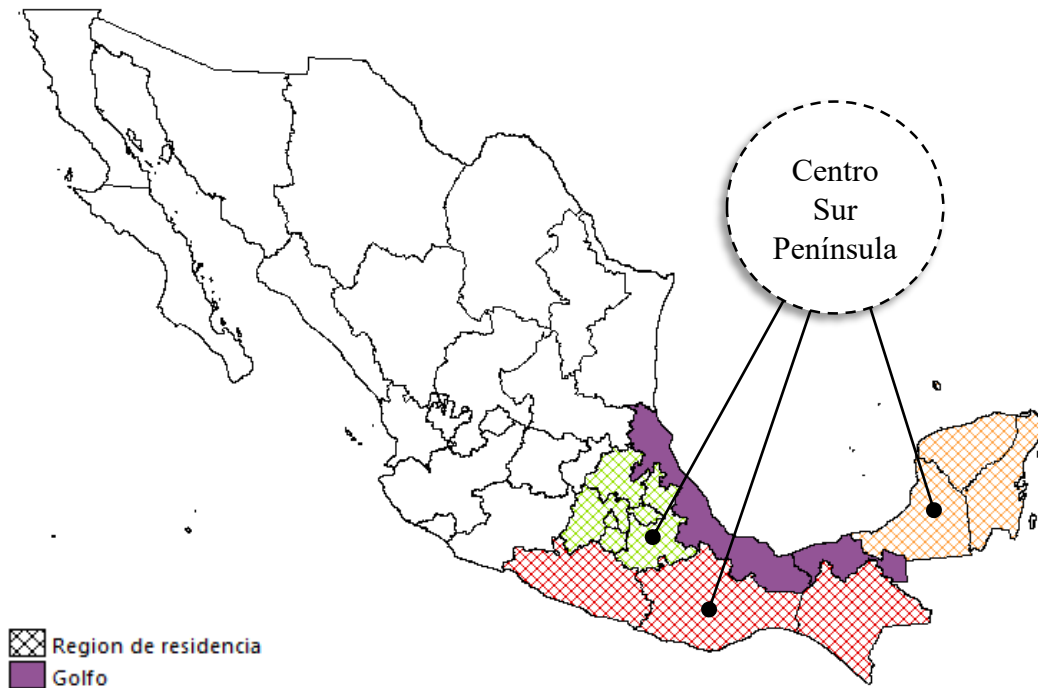 Centro
Sur
Península
Region de residencia
Golfo